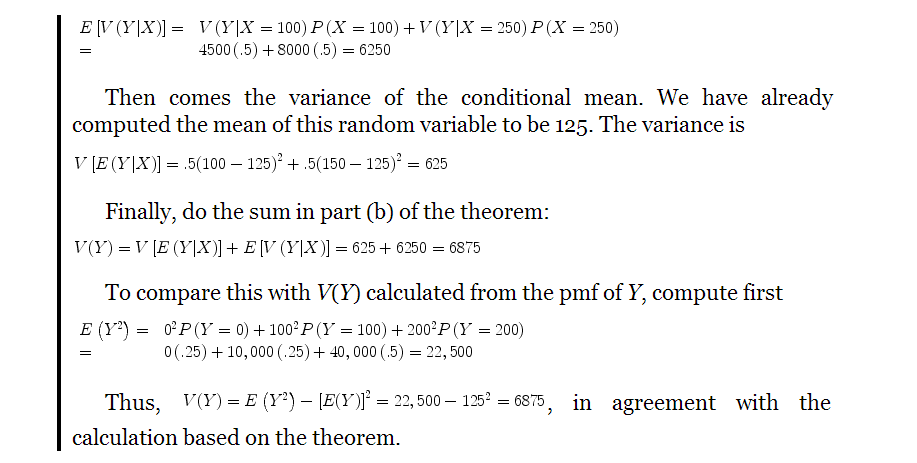 E [V (Y|X)] = V (Y|X = 100) P (X = 100) + V (Y|X = 250) P (X = 250)
= 4500 (.5) + 8000 (.5) = 6250
Then comes the variance of the conditional mean. We have already
computed the mean of this random variable to be 125. The variance is
V [E (Y|X)] = .5(100 − 125)² + .5(150 − 125)² = 625
Finally, do the sum in part (b) of the theorem:
V (Y) = V [E (Y|X)] + E [V (Y|X)] = 625 + 6250 = 6875
To compare this with V(Y) calculated from the pmf of Y, compute first
E (Y²) = 0²P (Y = 0) + 100²P (Y = 100) + 200²P (Y = 200)
= 0 (.25) + 10, 000 (.25) + 40, 000 (.5) = 22, 500
Thus, V (Y) = E (Y²) − [E(Y)]² = 22, 500 − 125² = 6875, in agreement with the
calculation based on the theorem.